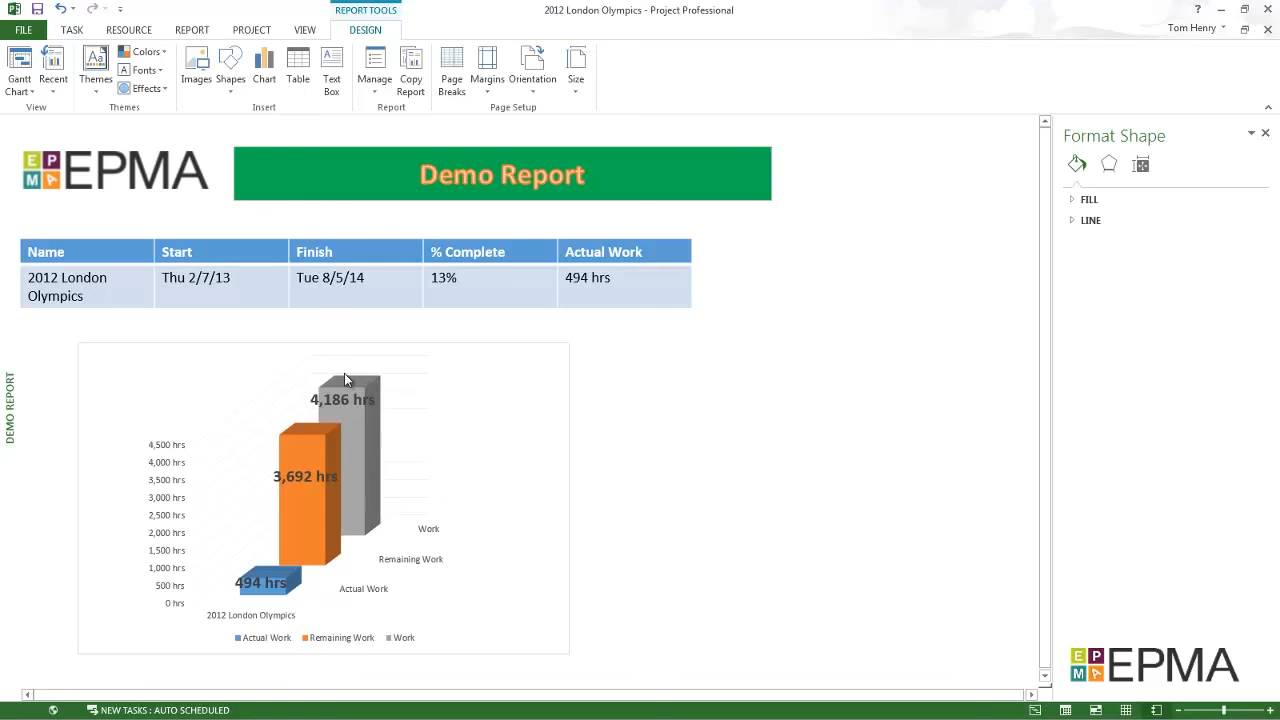 REPORT TOOLS
2012 London Olympics - Project Professional
FILE TASK RESOURCE REPORT PROJECT VIEW DESIGN
Tom Henry
Gantt Chart
Recent
View
Themes
Colors
Fonts
Effects
Themes
Images
Shapes
Chart
Table
Text Box
Insert
Manage
Copy Report
Report
Page Breaks
Margins
Orientation
Size
Page Setup
EPMA
EPMA
Demo Report
Format Shape
FILL
LINE
Name Start Finish % Complete Actual Work
2012 London Thu 2/7/13 Tue 8/5/14 13% 494 hrs
Olympics
DEMO REPORT
4,186 hrs
3,692 hrs
494 hrs
4,500 hrs
4,000 hrs
3,500 hrs
3,000 hrs
2,500 hrs
2,000 hrs
1,500 hrs
1,000 hrs
500 hrs
0 hrs
Work
Remaining Work
Actual Work
2012 London Olympics
Actual Work Remaining Work Work
EPMA
EPMA
NEW TASKS : AUTO SCHEDULED